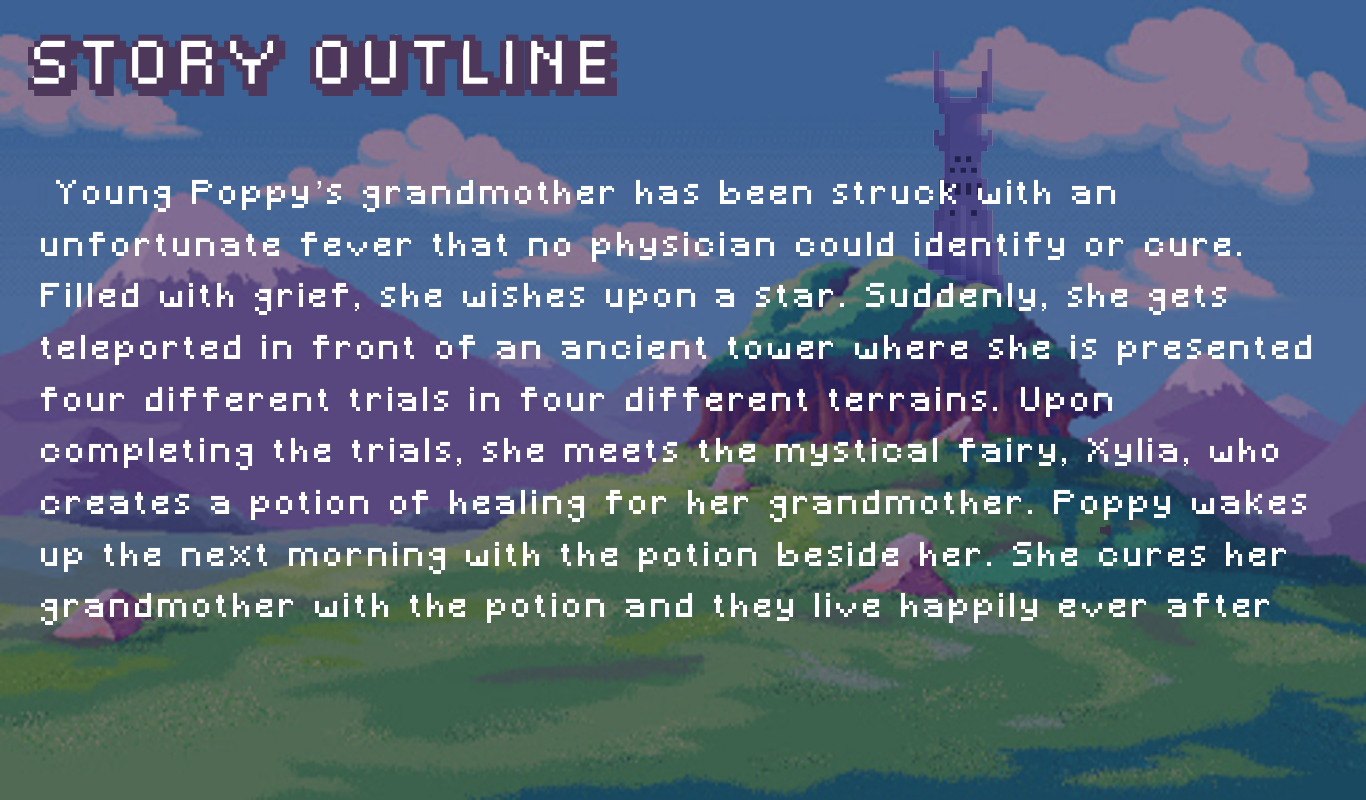 STORY OUTLINE
Young Poppy's grandmother has been struck with an
unfortunate fever that no physician could identify or cure.
Filled with grief, she wishes upon a star. Suddenly, she gets
teleported in front of an ancient tower where she is presented
four different trials in four different terrains. Upon
completing the trials, she meets the mystical fairy, Xylia, who
creates a potion of healing for her grandmother. Poppy wakes
up the next morning with the potion beside her. She cures her
grandmother with the potion and they live happily ever after